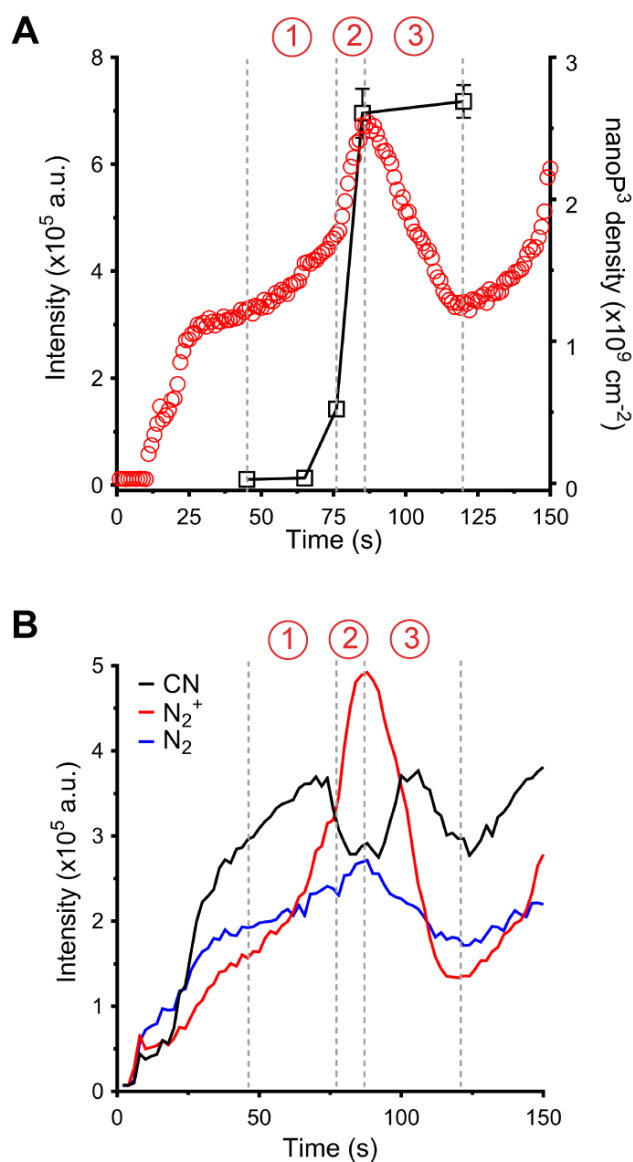 A
① ② ③
8
6
4
2
0
Intensity (x10⁵ a.u.)
3
2
1
0
nanoP³ density (x10⁹ cm⁻²)
0 25 50 75 100 125 150
Time (s)
B
① ② ③
5
4
3
2
1
0
Intensity (x10⁵ a.u.)
CN
N₂⁺
N₂
0 50 100 150
Time (s)